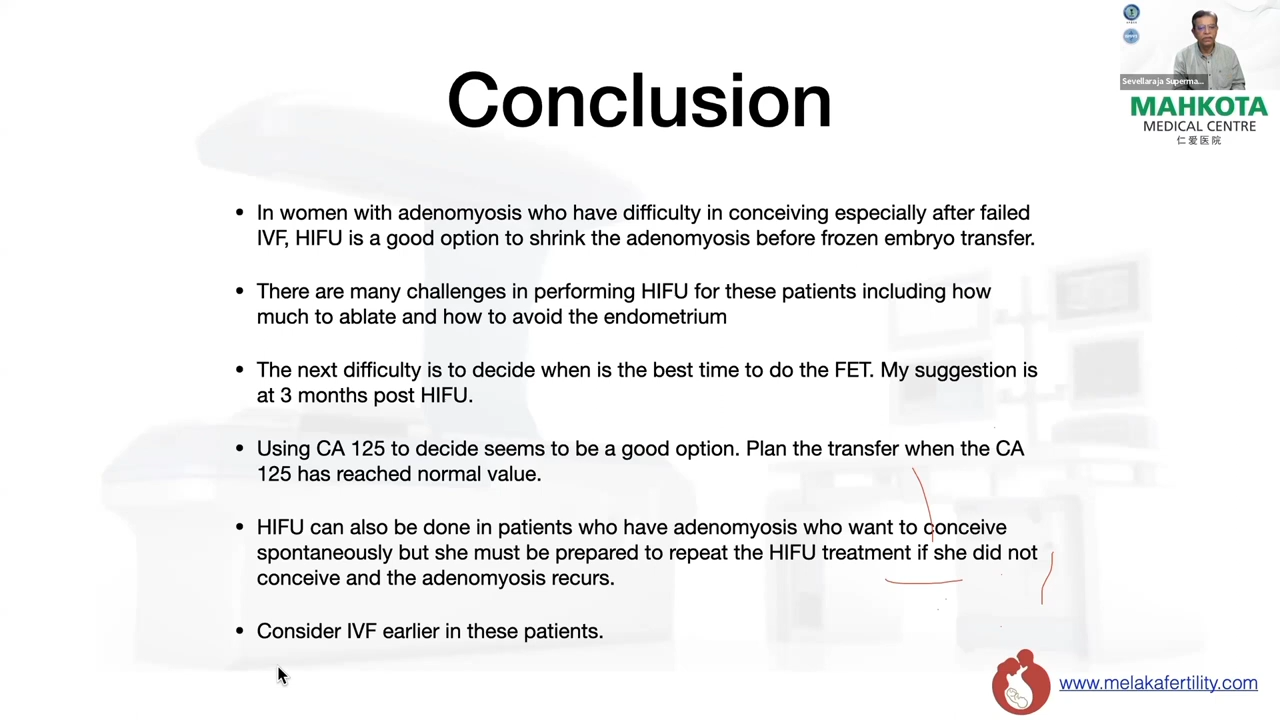 Sevellaraja Superma...
MAHKOTA
MEDICAL CENTRE
仁爱医院
Conclusion
• In women with adenomyosis who have difficulty in conceiving especially after failed
IVF, HIFU is a good option to shrink the adenomyosis before frozen embryo transfer.
• There are many challenges in performing HIFU for these patients including how
much to ablate and how to avoid the endometrium
• The next difficulty is to decide when is the best time to do the FET. My suggestion is
at 3 months post HIFU.
• Using CA 125 to decide seems to be a good option. Plan the transfer when the CA
125 has reached normal value.
• HIFU can also be done in patients who have adenomyosis who want to conceive
spontaneously but she must be prepared to repeat the HIFU treatment if she did not
conceive and the adenomyosis recurs.
• Consider IVF earlier in these patients.
www.melakafertility.com